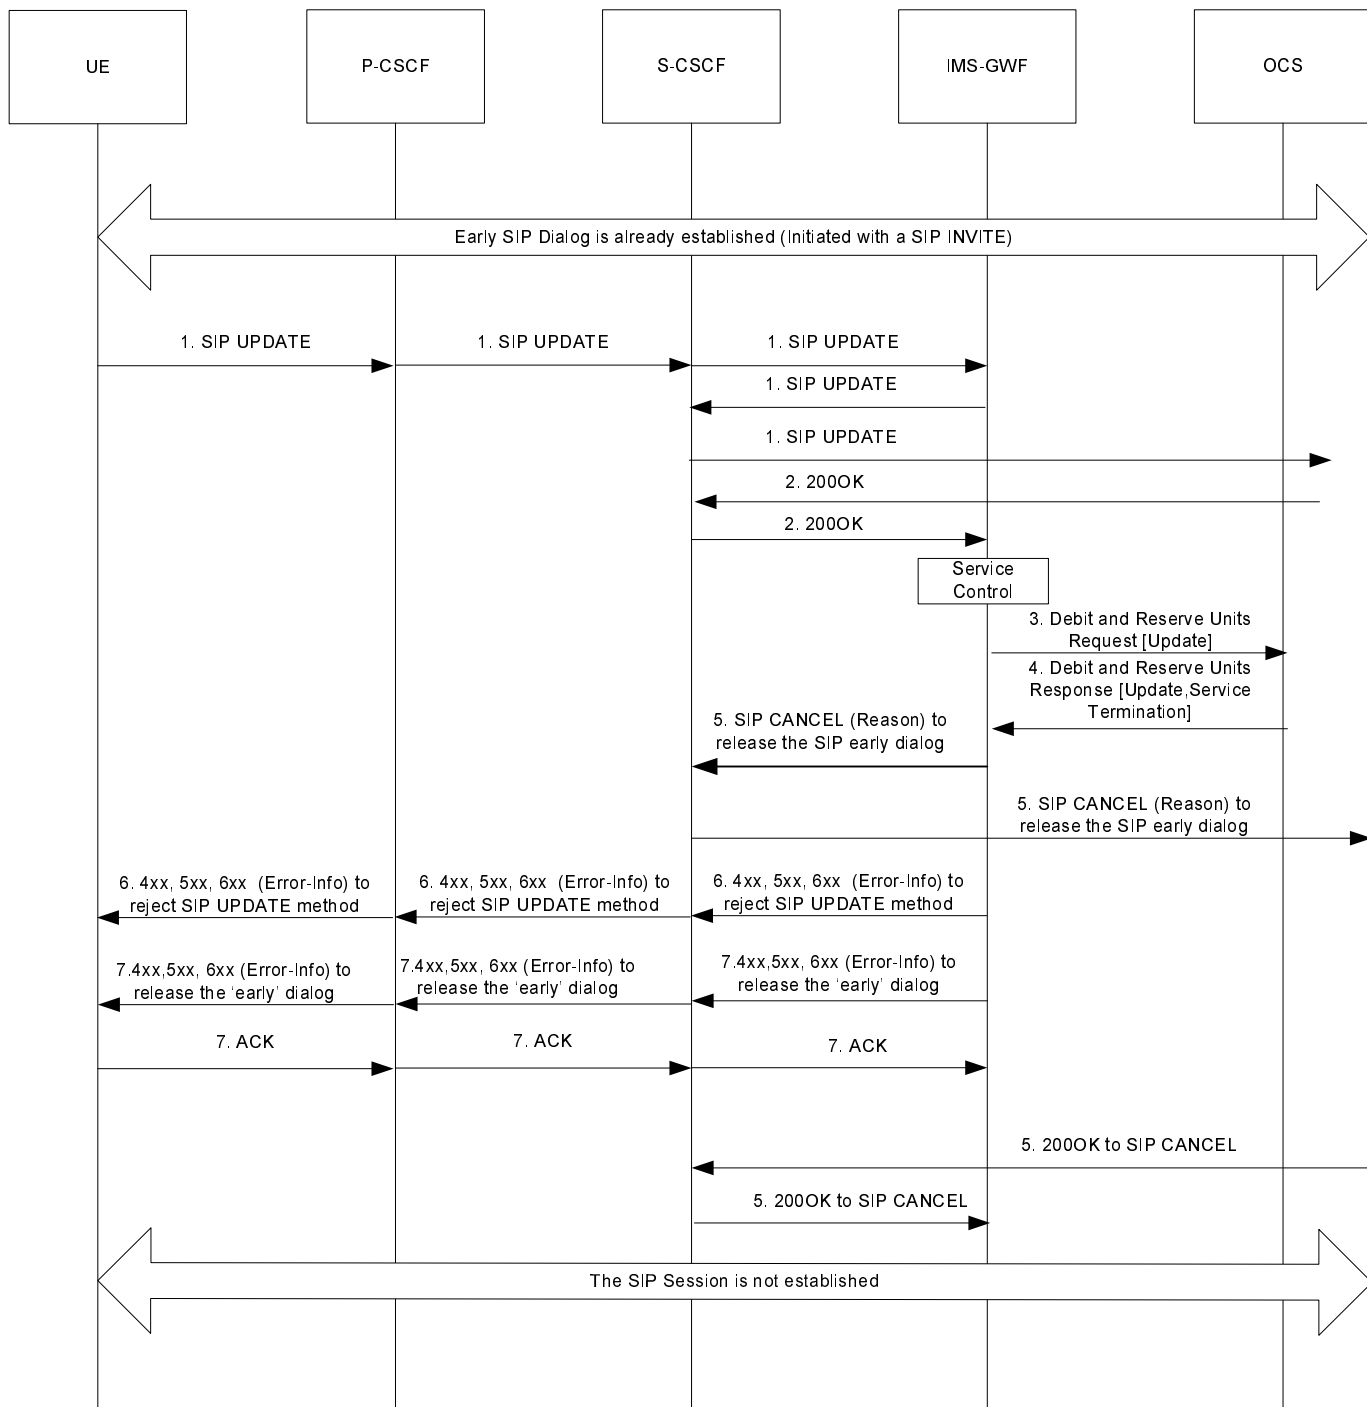 UE
P-CSCF
S-CSCF
IMS-GWF
OCS
Early SIP Dialog is already established (Initiated with a SIP INVITE)
1. SIP UPDATE
1. SIP UPDATE
1. SIP UPDATE
1. SIP UPDATE
1. SIP UPDATE
2. 200OK
2. 200OK
Service
Control
3. Debit and Reserve Units
Request [Update]
4. Debit and Reserve Units
Response [Update,Service
Termination]
5. SIP CANCEL (Reason) to
release the SIP early dialog
5. SIP CANCEL (Reason) to
release the SIP early dialog
6. 4xx, 5xx, 6xx (Error-Info) to
reject SIP UPDATE method
6. 4xx, 5xx, 6xx (Error-Info) to
reject SIP UPDATE method
6. 4xx, 5xx, 6xx (Error-Info) to
reject SIP UPDATE method
7.4xx,5xx, 6xx (Error-Info) to
release the 'early' dialog
7.4xx,5xx, 6xx (Error-Info) to
release the 'early' dialog
7.4xx,5xx, 6xx (Error-Info) to
release the 'early' dialog
7. ACK
7. ACK
7. ACK
5. 200OK to SIP CANCEL
5. 200OK to SIP CANCEL
The SIP Session is not established